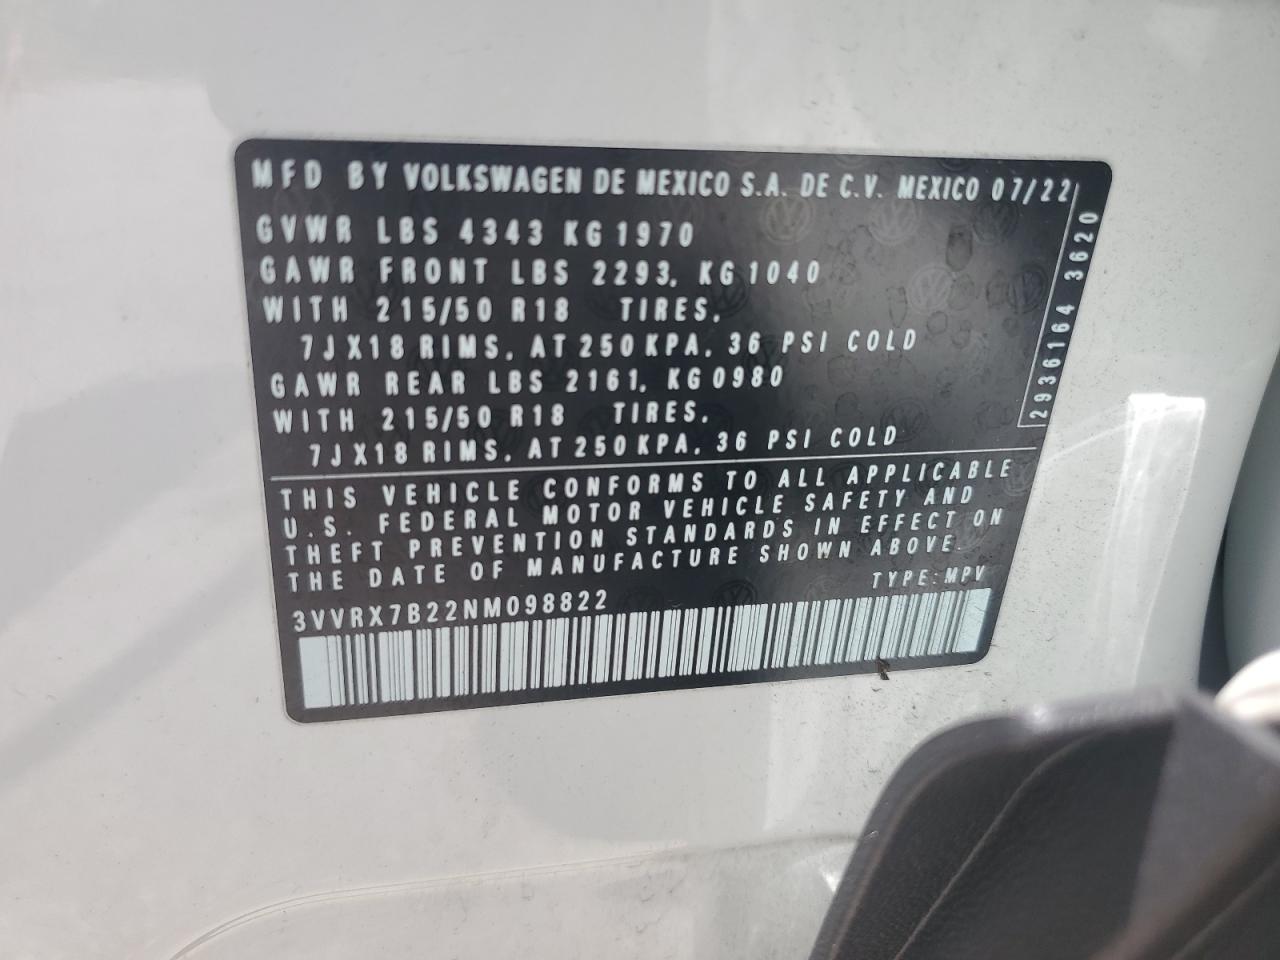 MFD BY VOLKSWAGEN DE MEXICO S.A. DE C.V. MEXICO 07/22
GVWR LBS 4343 KG 1970
GAWR FRONT LBS 2293, KG 1040
WITH 215/50 R18 TIRES,
7JX18 RIMS, AT 250 KPA, 36 PSI COLD
GAWR REAR LBS 2161, KG 0980
WITH 215/50 R18 TIRES,
7JX18 RIMS, AT 250 KPA, 36 PSI COLD
2936164 3620
THIS VEHICLE CONFORMS TO ALL APPLICABLE
U.S. FEDERAL MOTOR VEHICLE SAFETY AND
THEFT PREVENTION STANDARDS IN EFFECT ON
THE DATE OF MANUFACTURE SHOWN ABOVE.
TYPE: MPV
3VVRX7B22NM098822